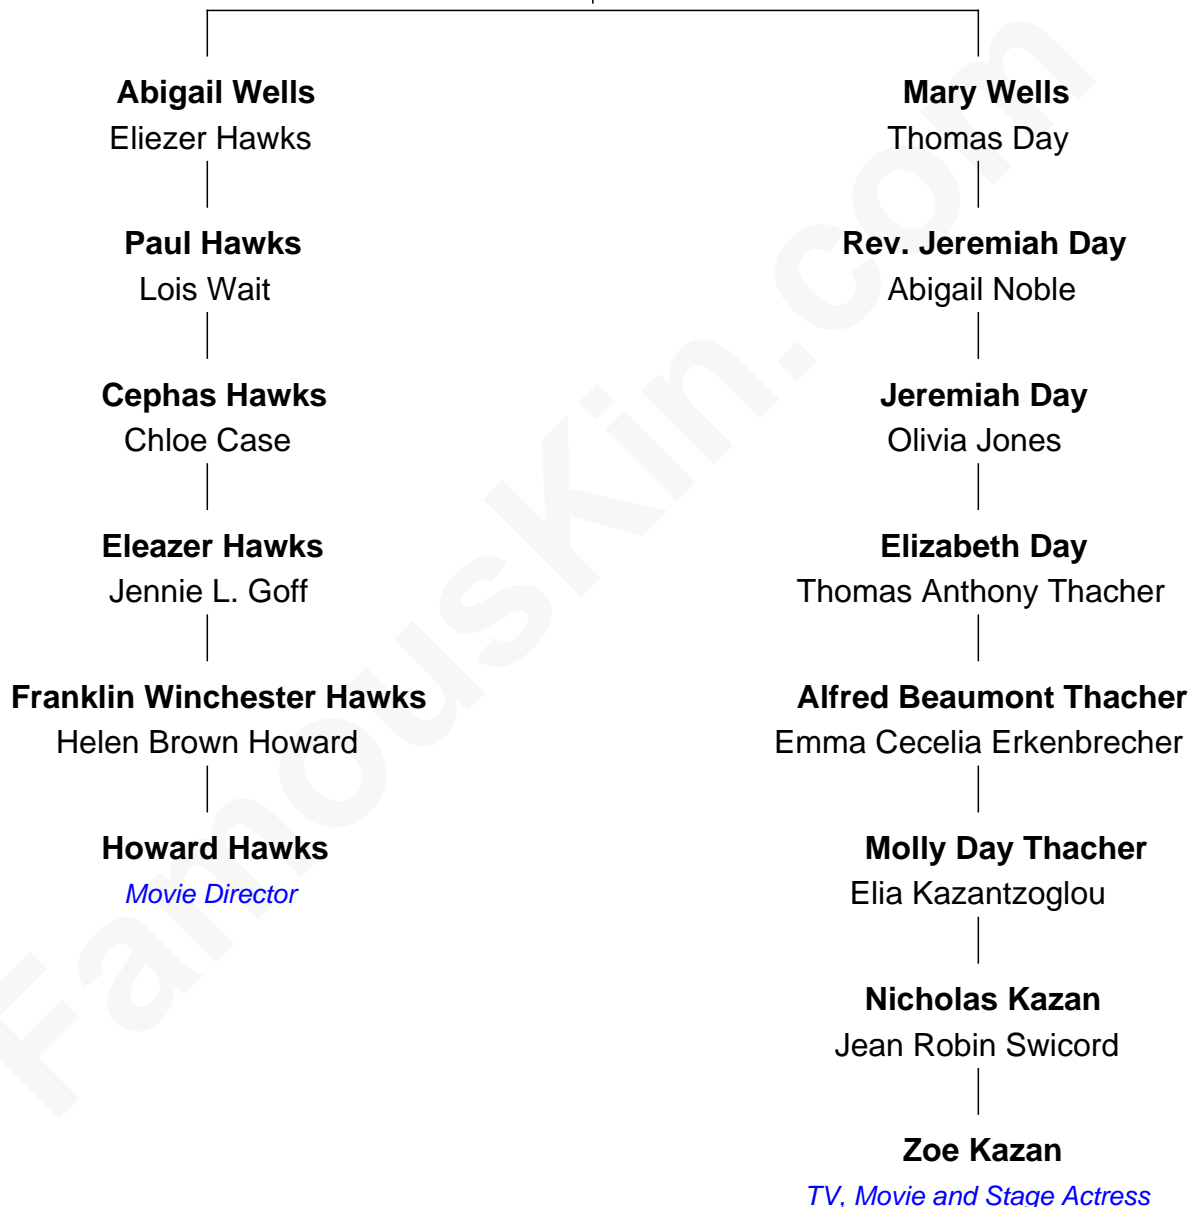 Abigail Wells
Eliezer Hawks
Mary Wells
Thomas Day
Paul Hawks
Lois Wait
Rev. Jeremiah Day
Abigail Noble
Cephas Hawks
Chloe Case
Jeremiah Day
Olivia Jones
Eleazer Hawks
Jennie L. Goff
Elizabeth Day
Thomas Anthony Thacher
Franklin Winchester Hawks
Helen Brown Howard
Alfred Beaumont Thacher
Emma Cecelia Erkenbrecher
Howard Hawks
Movie Director
Molly Day Thacher
Elia Kazantzoglou
Nicholas Kazan
Jean Robin Swicord
Zoe Kazan
TV, Movie and Stage Actress
FamousKin.com